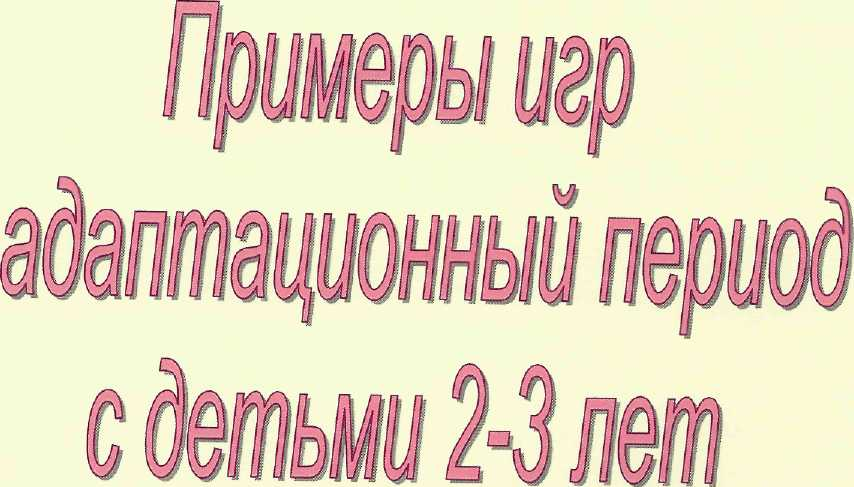 Примеры игр
адаптационный период
с детьми 2-3 лет